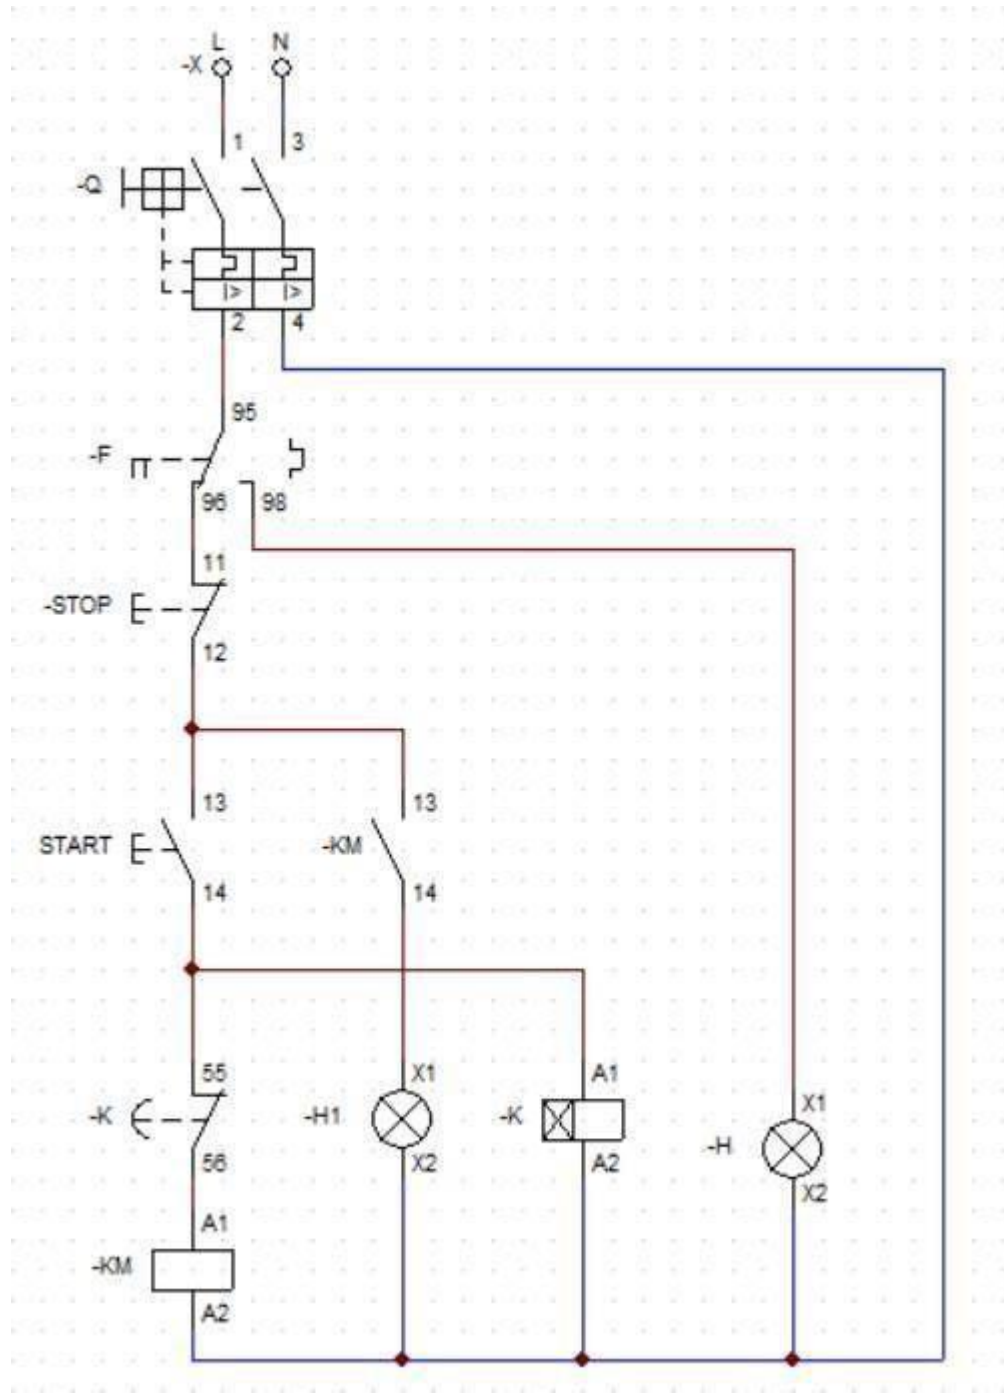 L N
-X
1 3
-Q
I> I>
2 4
95
-F
96 98
11
-STOP
12
13 13
START -KM
14 14
55 X1 A1 X1
-K -H1 -K -H
56 X2 A2 X2
A1
-KM
A2